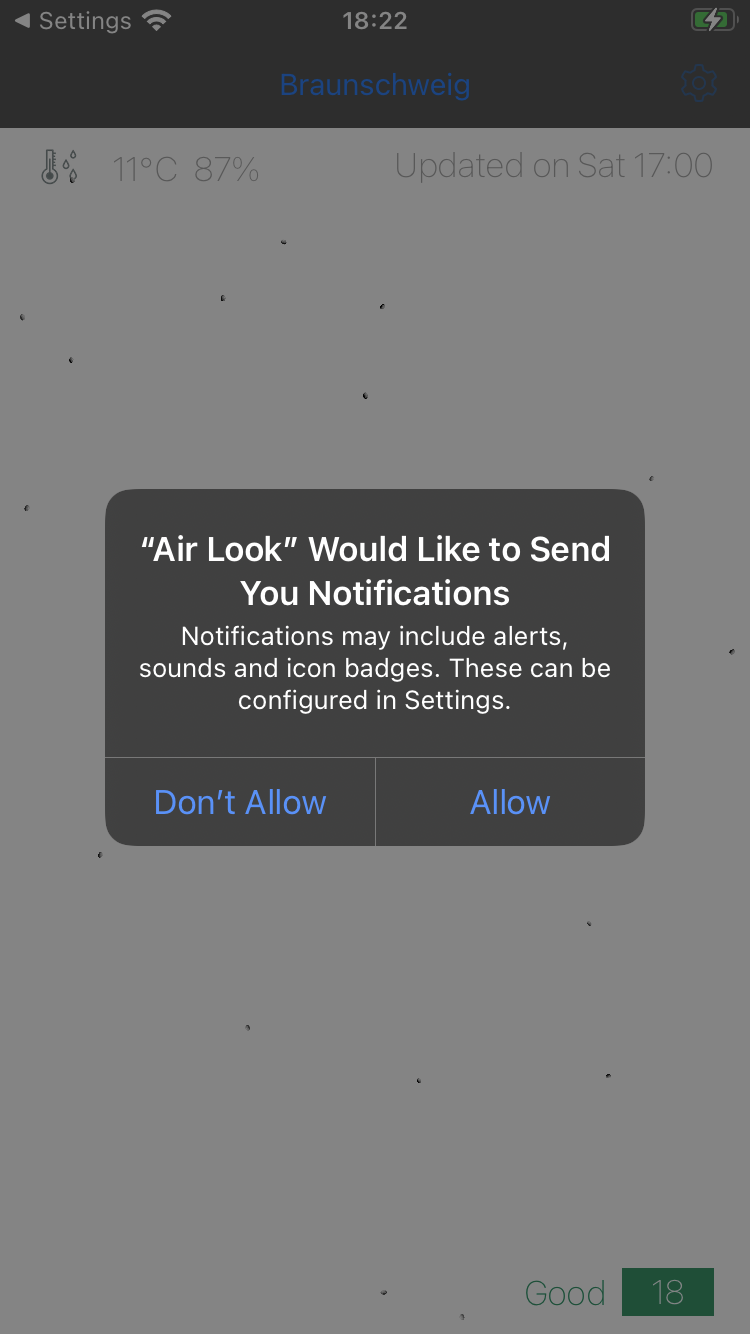 ◀ Settings 18:22
Braunschweig
11°C 87% Updated on Sat 17:00
“Air Look” Would Like to Send
You Notifications
Notifications may include alerts,
sounds and icon badges. These can be
configured in Settings.
Don’t Allow Allow
Good 18